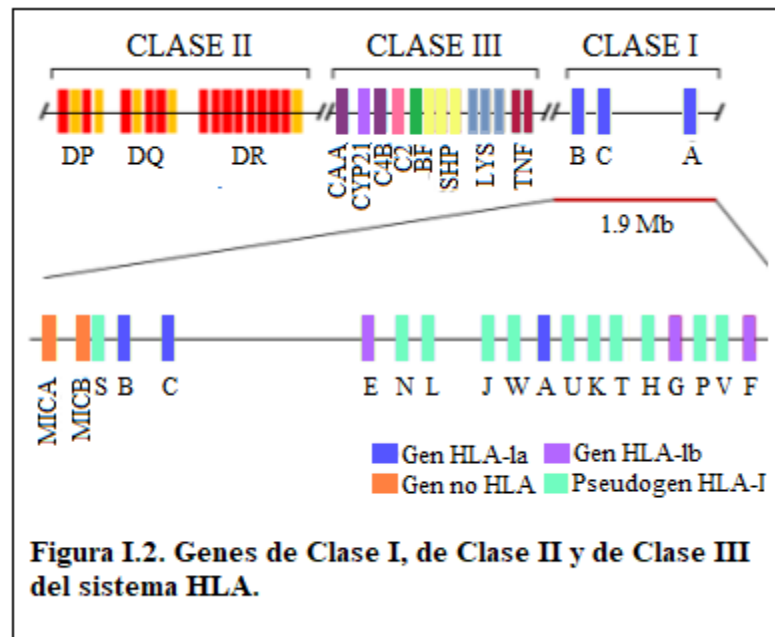 CLASE II CLASE III CLASE I
DP DQ DR CAA CYP21 C4B C2 BF SHP LYS TNF B C A
1.9 Mb
MICA MICB S B C E N L J W A U K T H G P V F
Gen HLA-Ia Gen HLA-Ib
Gen no HLA Pseudogen HLA-I
Figura I.2. Genes de Clase I, de Clase II y de Clase III
del sistema HLA.